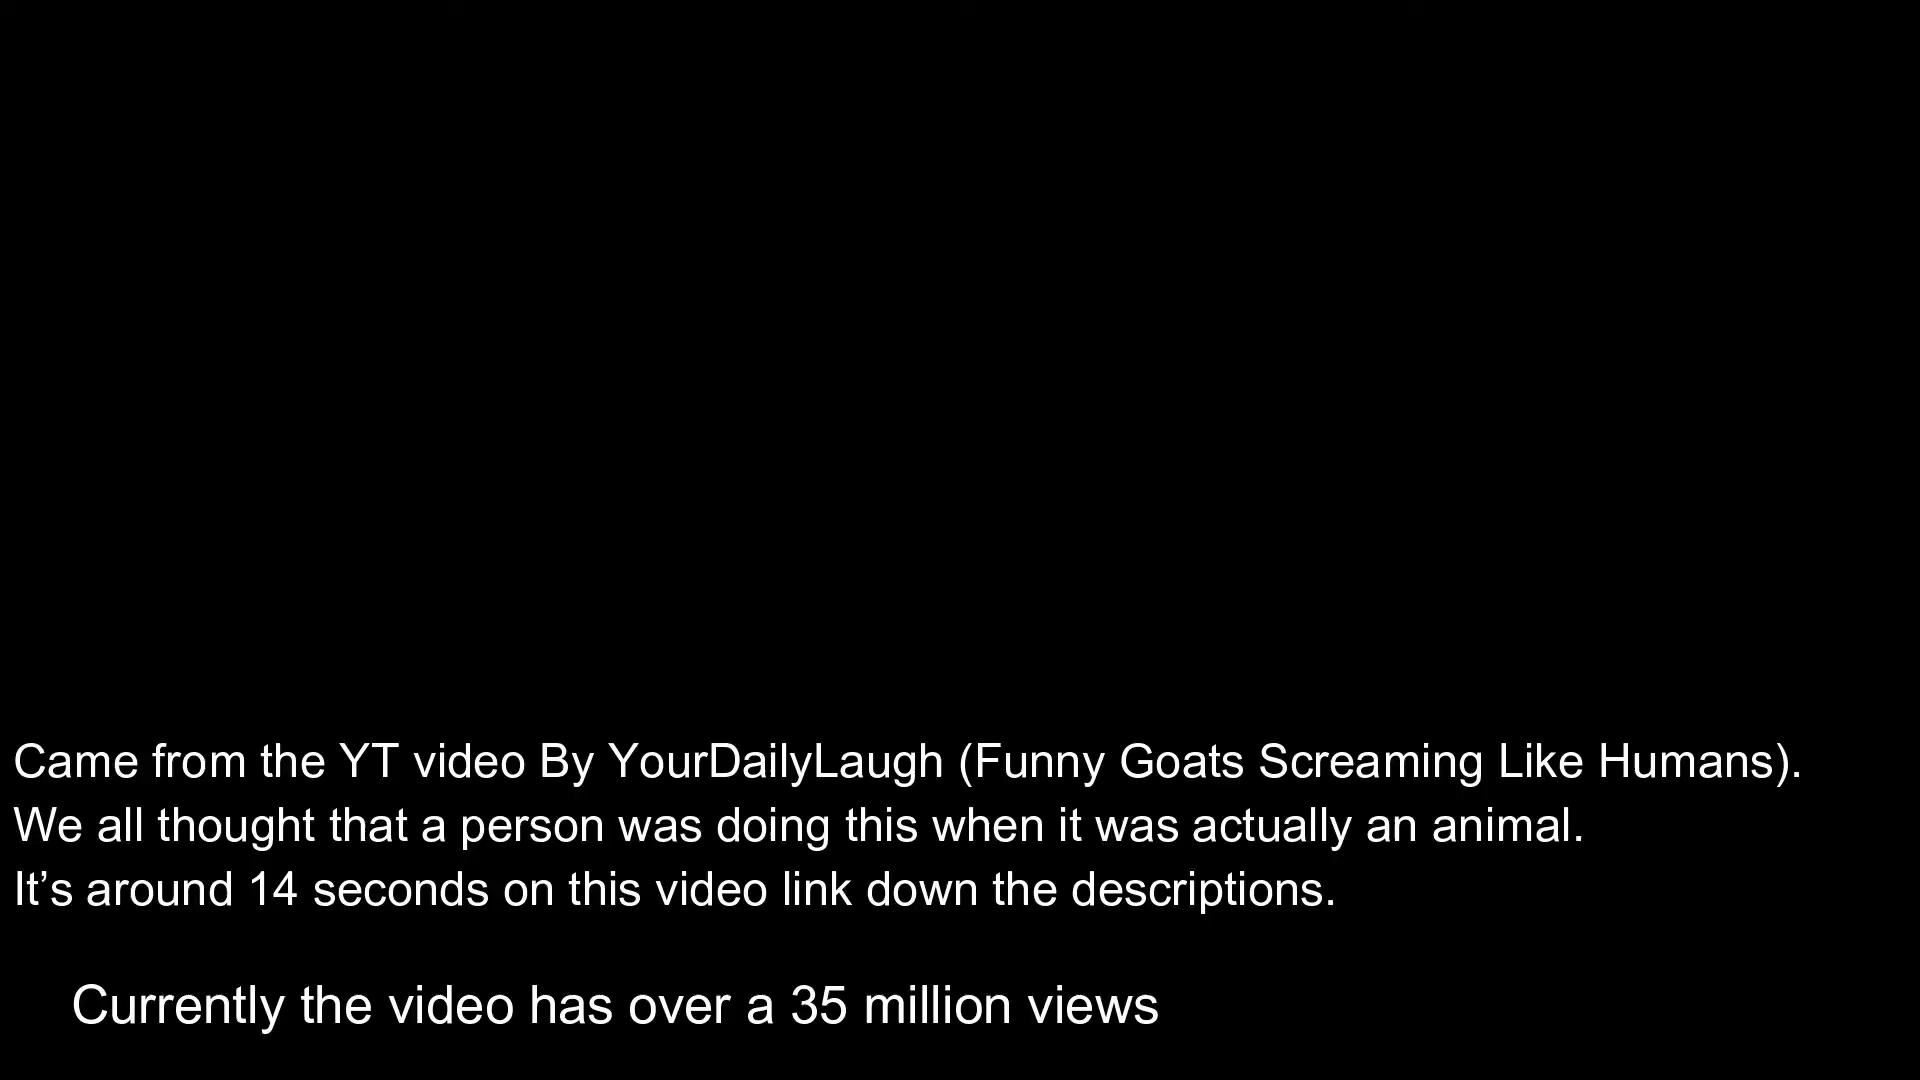 Came from the YT video By YourDailyLaugh (Funny Goats Screaming Like Humans).
We all thought that a person was doing this when it was actually an animal.
It’s around 14 seconds on this video link down the descriptions.
Currently the video has over a 35 million views